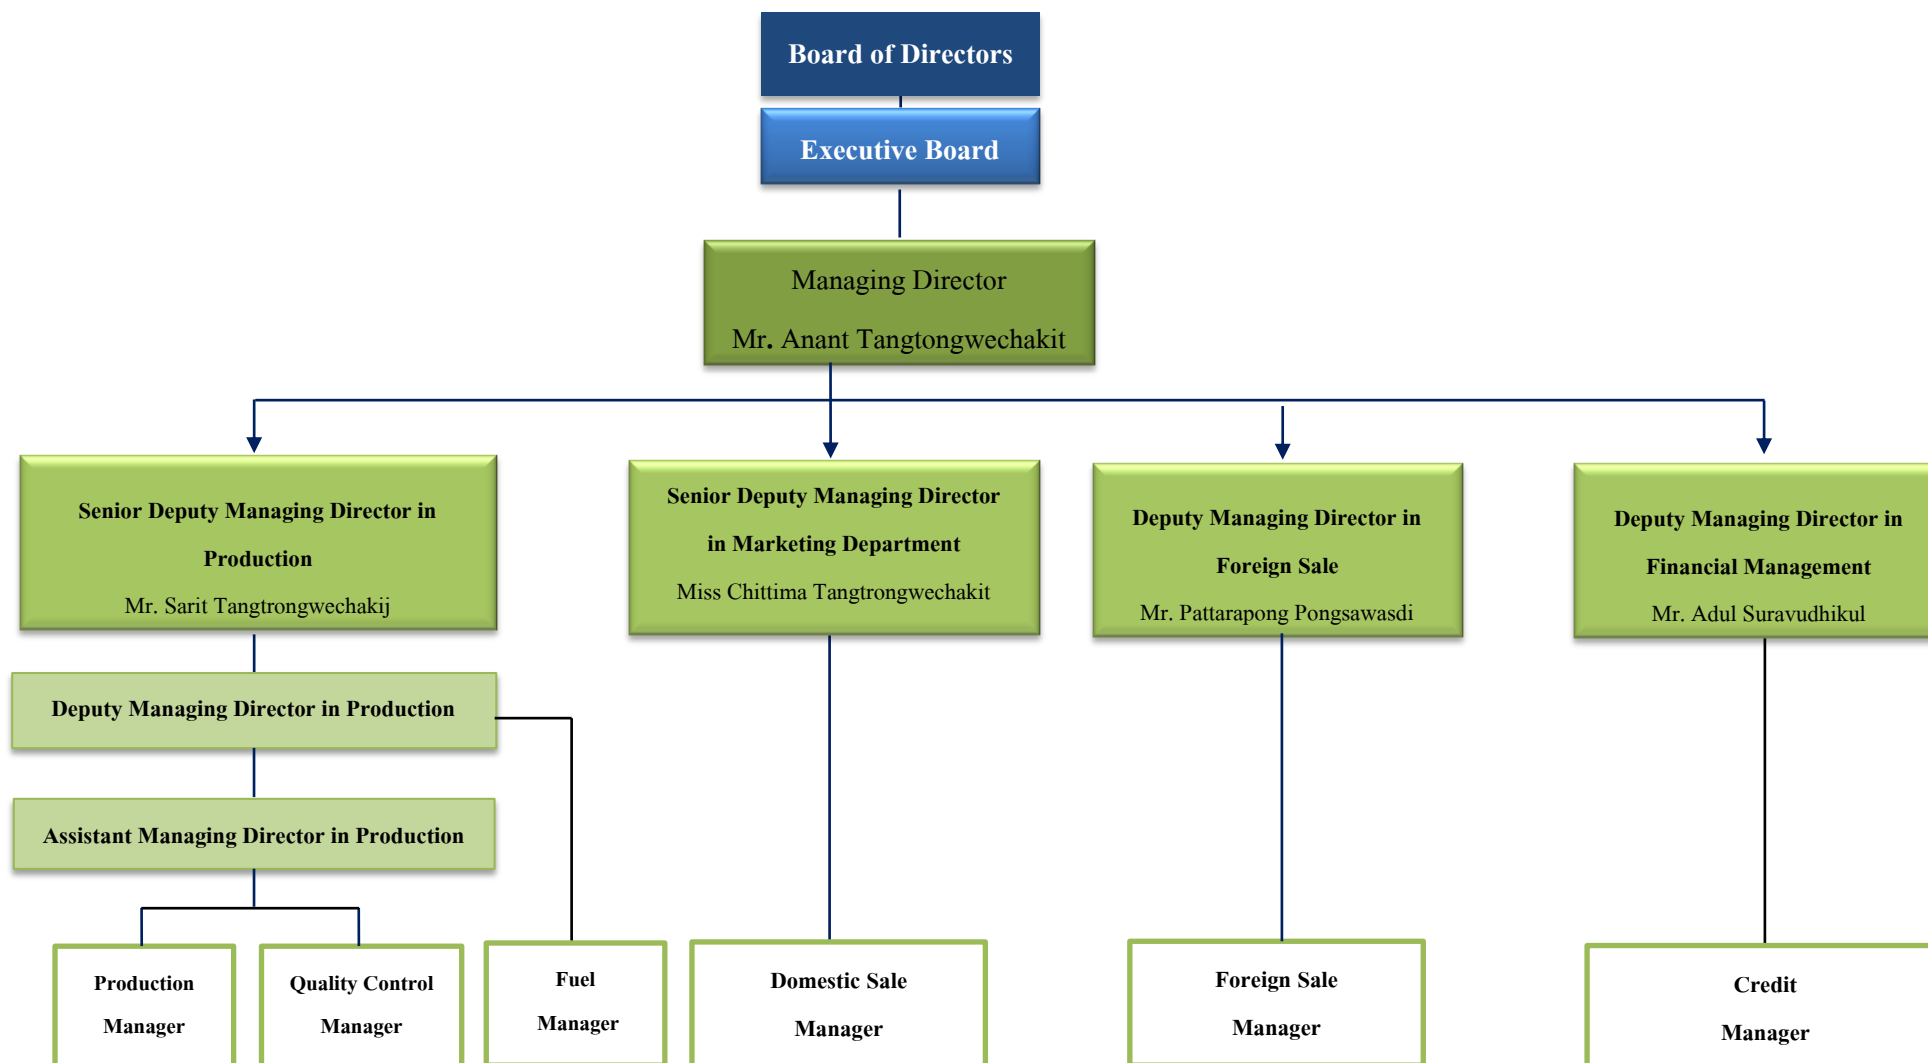 Board of Directors
Executive Board
Managing Director
Mr. Anant Tangtongwechakit
Senior Deputy Managing Director in
Production
Mr. Sarit Tangtrongwechakij
Senior Deputy Managing Director
in Marketing Department
Miss Chittima Tangtrongwechakit
Deputy Managing Director in
Foreign Sale
Mr. Pattarapong Pongsawasdi
Deputy Managing Director in
Financial Management
Mr. Adul Suravudhikul
Deputy Managing Director in Production
Assistant Managing Director in Production
Production
Manager
Quality Control
Manager
Fuel
Manager
Domestic Sale
Manager
Foreign Sale
Manager
Credit
Manager